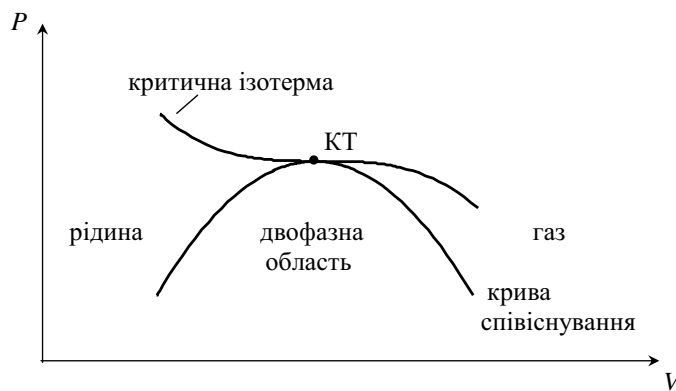 P
критична ізотерма
КТ
рідина
двофазна
область
газ
крива
співіснування
V